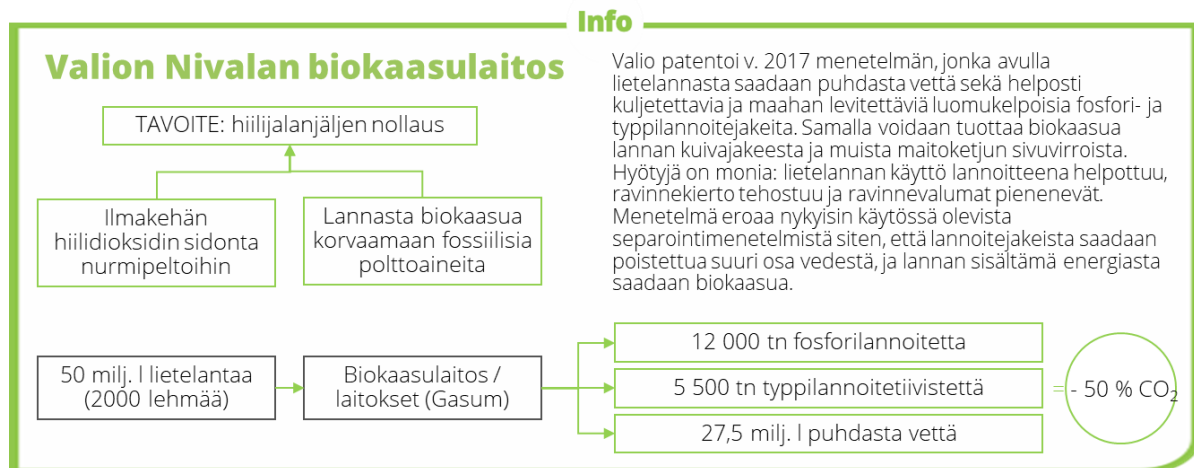 Info
Valion Nivalan biokaasulaitos
TAVOITE: hiilijalanjäljen nollaus
Ilmakehän
hiilidioksidin sidonta
nurmipeltoihin
Lannasta biokaasua
korvaamaan fossiilisia
polttoaineita
Valio patentoi v. 2017 menetelmän, jonka avulla
lietelannasta saadaan puhdasta vettä sekä helposti
kuljetettavia ja maahan levitettäviä luomukelpoisia fosfori- ja
typpilannoitejakeita. Samalla voidaan tuottaa biokaasua
lannan kuivajakeesta ja muista maitoketjun sivuvirroista.
Hyötyjä on monia: lietelannan käyttö lannoitteena helpottuu,
ravinnekierto tehostuu ja ravinnevalumat pienenevät.
Menetelmä eroaa nykyisin käytössä olevista
separointimenetelmistä siten, että lannoitejakeista saadaan
poistettua suuri osa vedestä, ja lannan sisältämä energiasta
saadaan biokaasua.
50 milj. l lietelantaa
(2000 lehmää)
Biokaasulaitos /
laitokset (Gasum)
12 000 tn fosforilannoitetta
5 500 tn typpilannoitetiivistettä
27,5 milj. l puhdasta vettä
= - 50 % CO₂